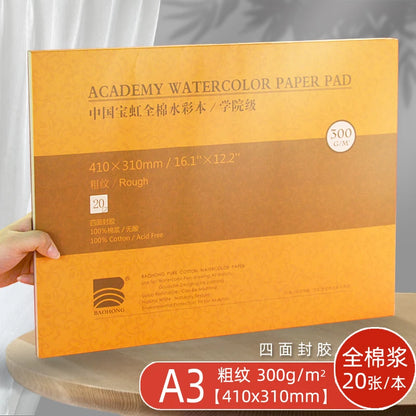 ACADEMY WATERCOLOR PAPER PAD
中国宝虹全棉水彩本/学院级
300
G/M²
410×310mm/16.1"×12.2"
粗纹/Rough
20
四面封胶
100%棉浆/无酸
100% Cotton / Acid Free
BAOHONG
BAOHONG PURE COTTON WATERCOLOR PAPER
四面封胶
A3
粗纹 300g/m²
【410x310mm】
全棉浆
20张/本